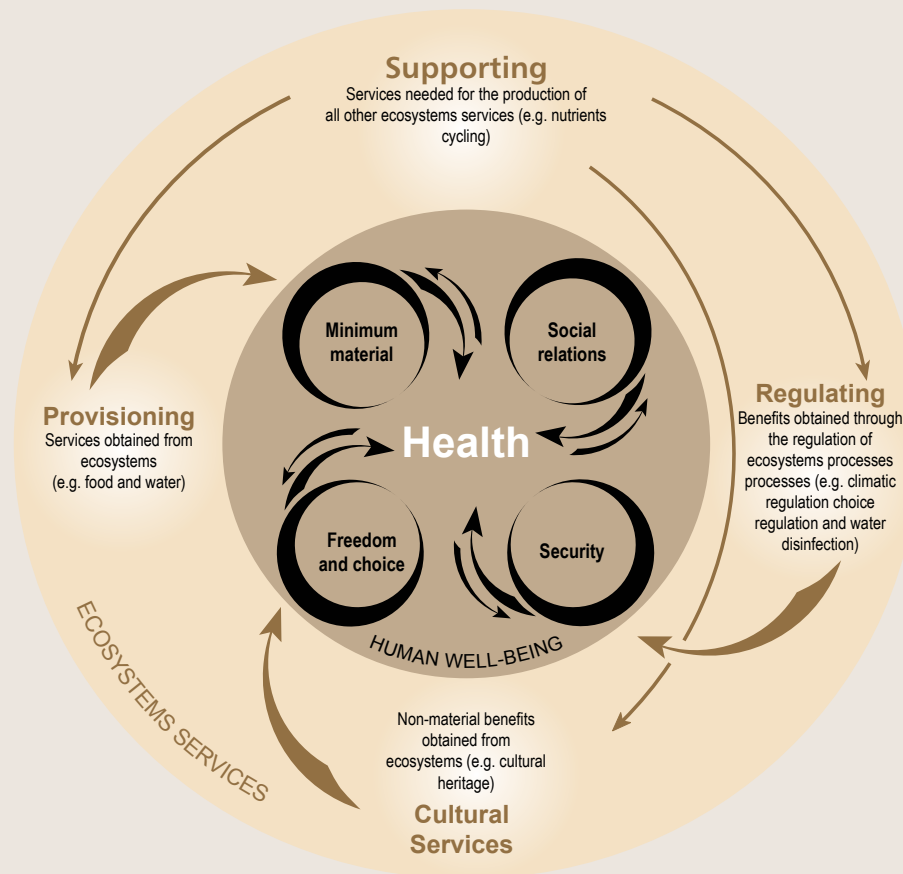 Supporting
Services needed for the production of
all other ecosystems services (e.g. nutrients
cycling)
Minimum
material
Social
relations
Provisioning
Services obtained from
ecosystems
(e.g. food and water)
Health
Regulating
Benefits obtained through
the regulation of
ecosystems processes
processes (e.g. climatic
regulation choice
regulation and water
disinfection)
Freedom
and choice
Security
HUMAN WELL-BEING
ECOSYSTEMS SERVICES
Non-material benefits
obtained from
ecosystems (e.g. cultural
heritage)
Cultural
Services